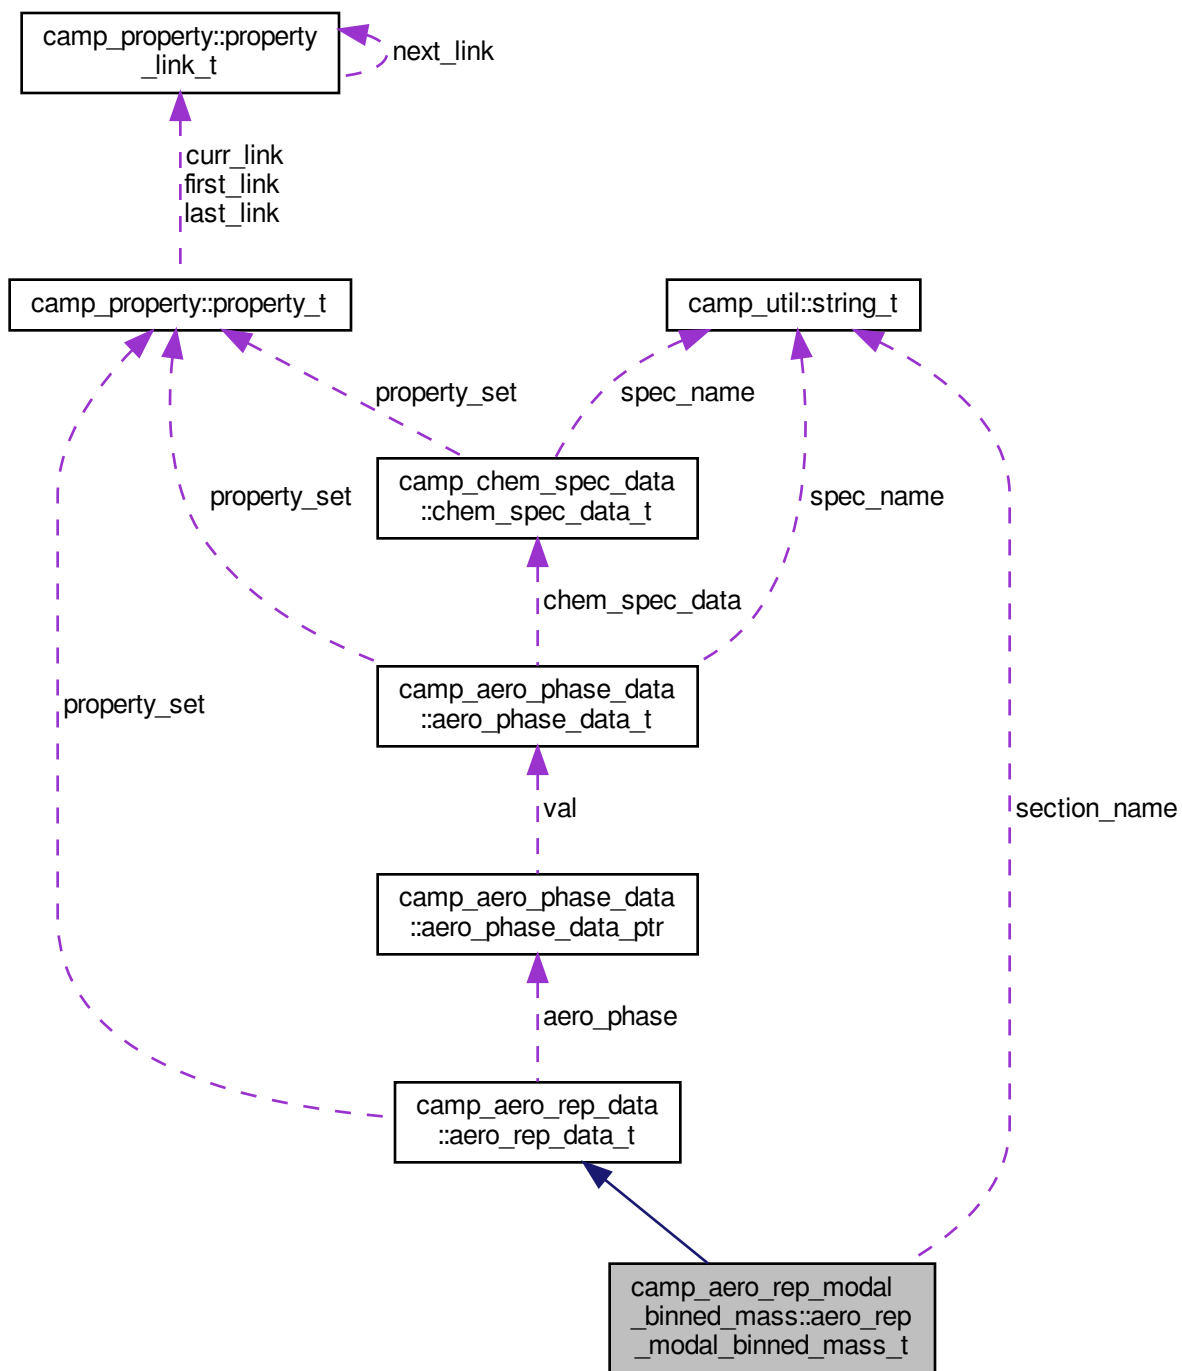 camp_property::property
_link_t
next_link
curr_link
first_link
last_link
camp_property::property_t
camp_util::string_t
property_set
spec_name
camp_chem_spec_data
::chem_spec_data_t
property_set
spec_name
chem_spec_data
camp_aero_phase_data
::aero_phase_data_t
property_set
val
section_name
camp_aero_phase_data
::aero_phase_data_ptr
aero_phase
camp_aero_rep_data
::aero_rep_data_t
camp_aero_rep_modal
_binned_mass::aero_rep
_modal_binned_mass_t